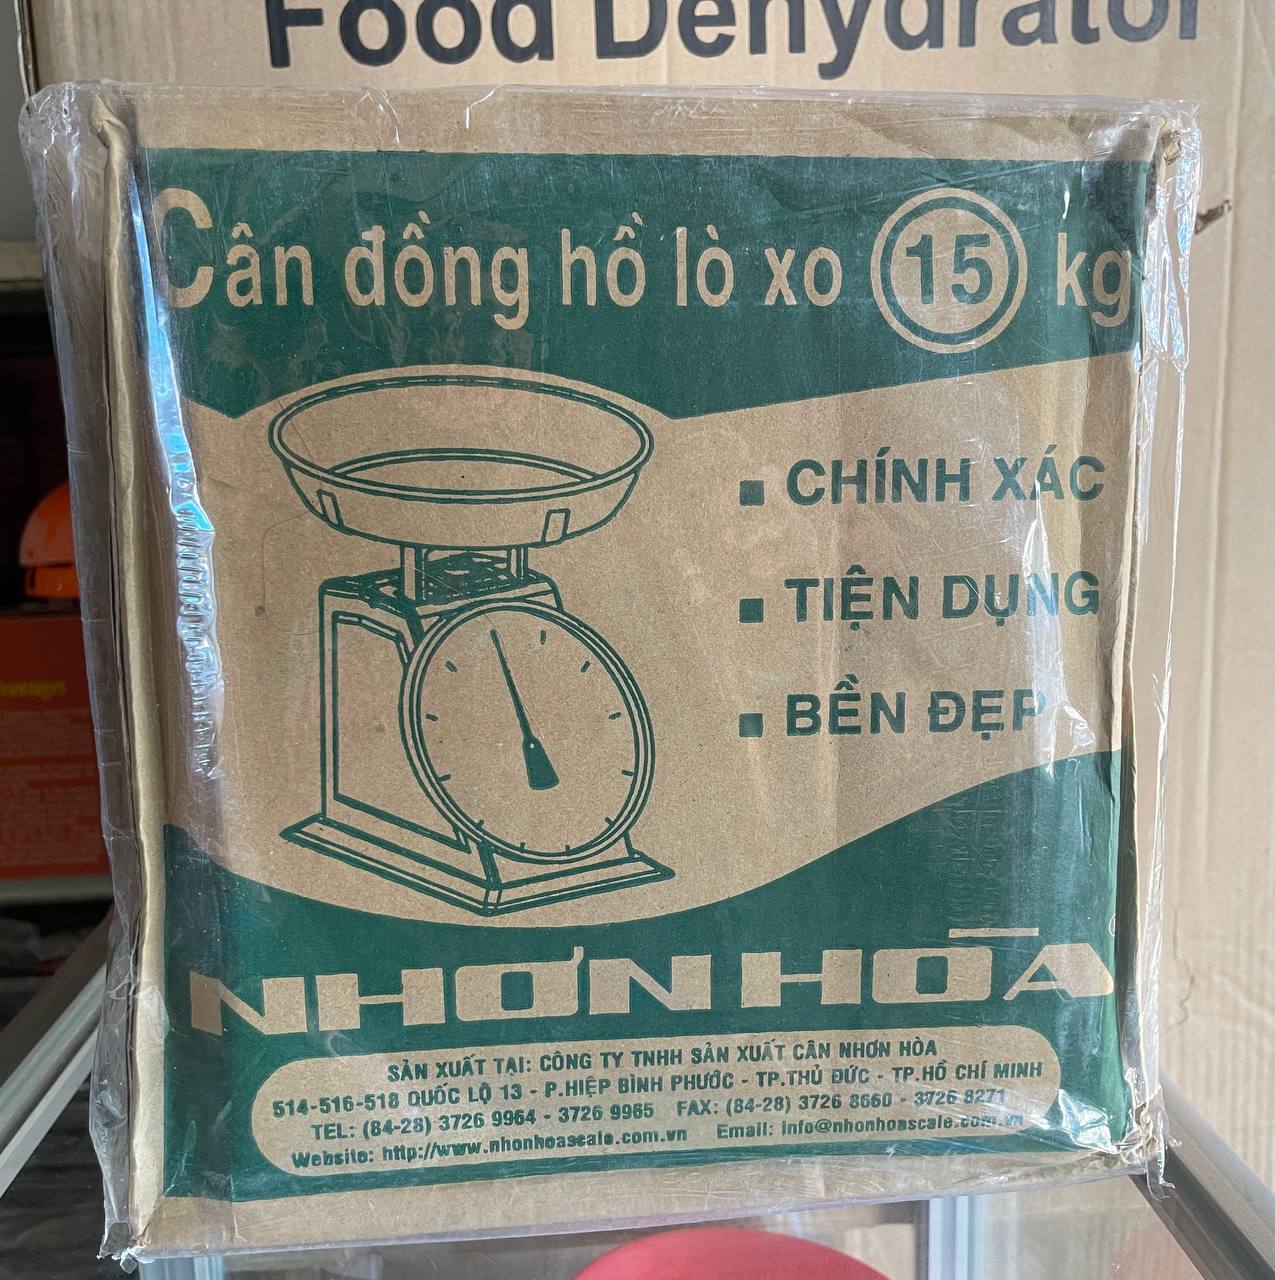 Food Dehydrator
Cân đồng hồ lò xo 15 kg
CHÍNH XÁC
TIỆN DỤNG
BỀN ĐẸP
NHƠN HÒA
SẢN XUẤT TẠI: CÔNG TY TNHH SẢN XUẤT CÂN NHƠN HÒA
514-516-518 QUỐC LỘ 13 - P.HIỆP BÌNH PHƯỚC - TP.THỦ ĐỨC - TP.HỒ CHÍ MINH
TEL: (84-28) 3726 9964 - 3726 9965 FAX: (84-28) 3726 8660 - 3726 8271
Website: http://www.nhonhoascale.com.vn Email: info@nhonhoascale.com.vn